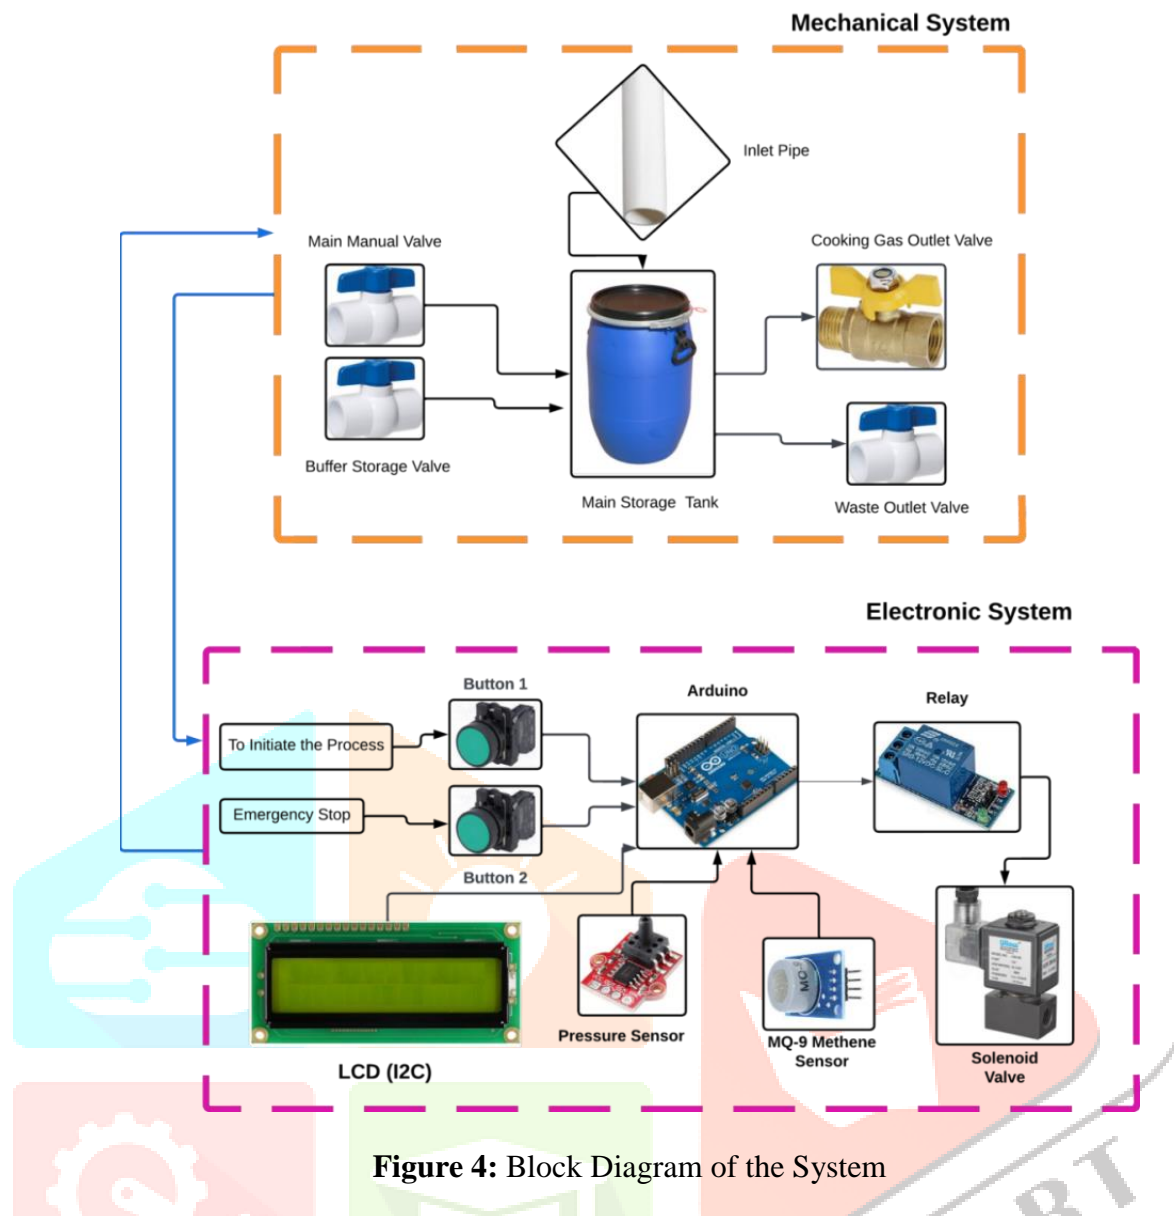 Mechanical System
Inlet Pipe
Main Manual Valve
Cooking Gas Outlet Valve
Buffer Storage Valve
Main Storage Tank
Waste Outlet Valve
Electronic System
Button 1
Arduino
Relay
To Initiate the Process
UNO
Emergency Stop
Button 2
Pressure Sensor
MQ-9 Methene
Sensor
LCD (I2C)
Solenoid
Valve
Figure 4: Block Diagram of the System
RT